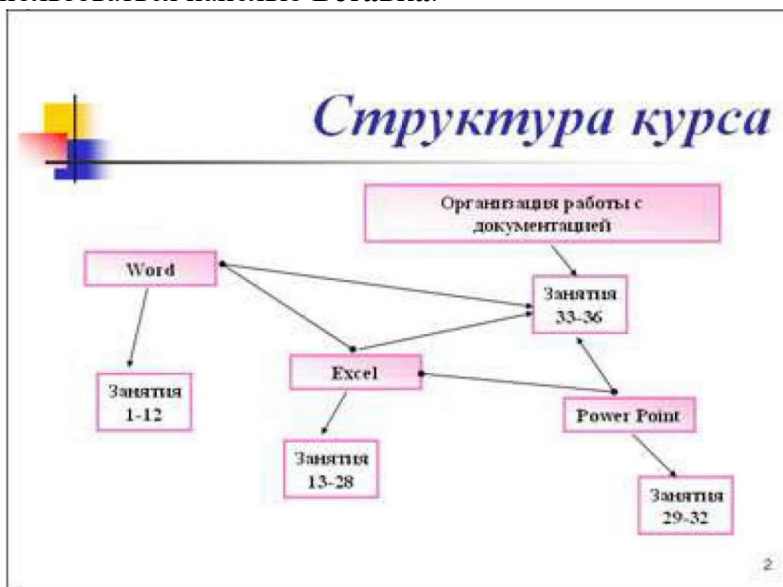 Структура курса
Организация работы с
документацией
Word
Занятия
33-36
Excel
Занятия
1-12
Power Point
Занятия
13-28
Занятия
29-32
2